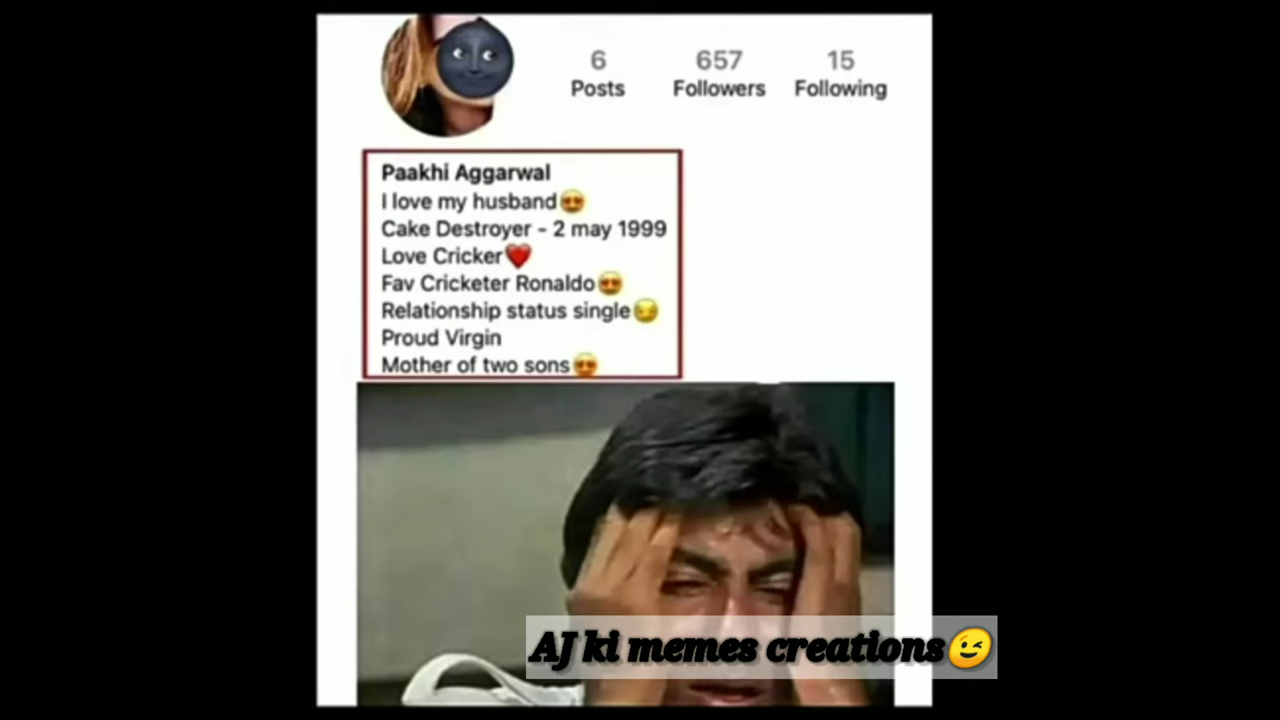 6 657 15
Posts Followers Following
Paakhi Aggarwal
I love my husband😍
Cake Destroyer - 2 may 1999
Love Cricker❤️
Fav Cricketer Ronaldo😍
Relationship status single😏
Proud Virgin
Mother of two sons😍
AJ ki memes creations😉